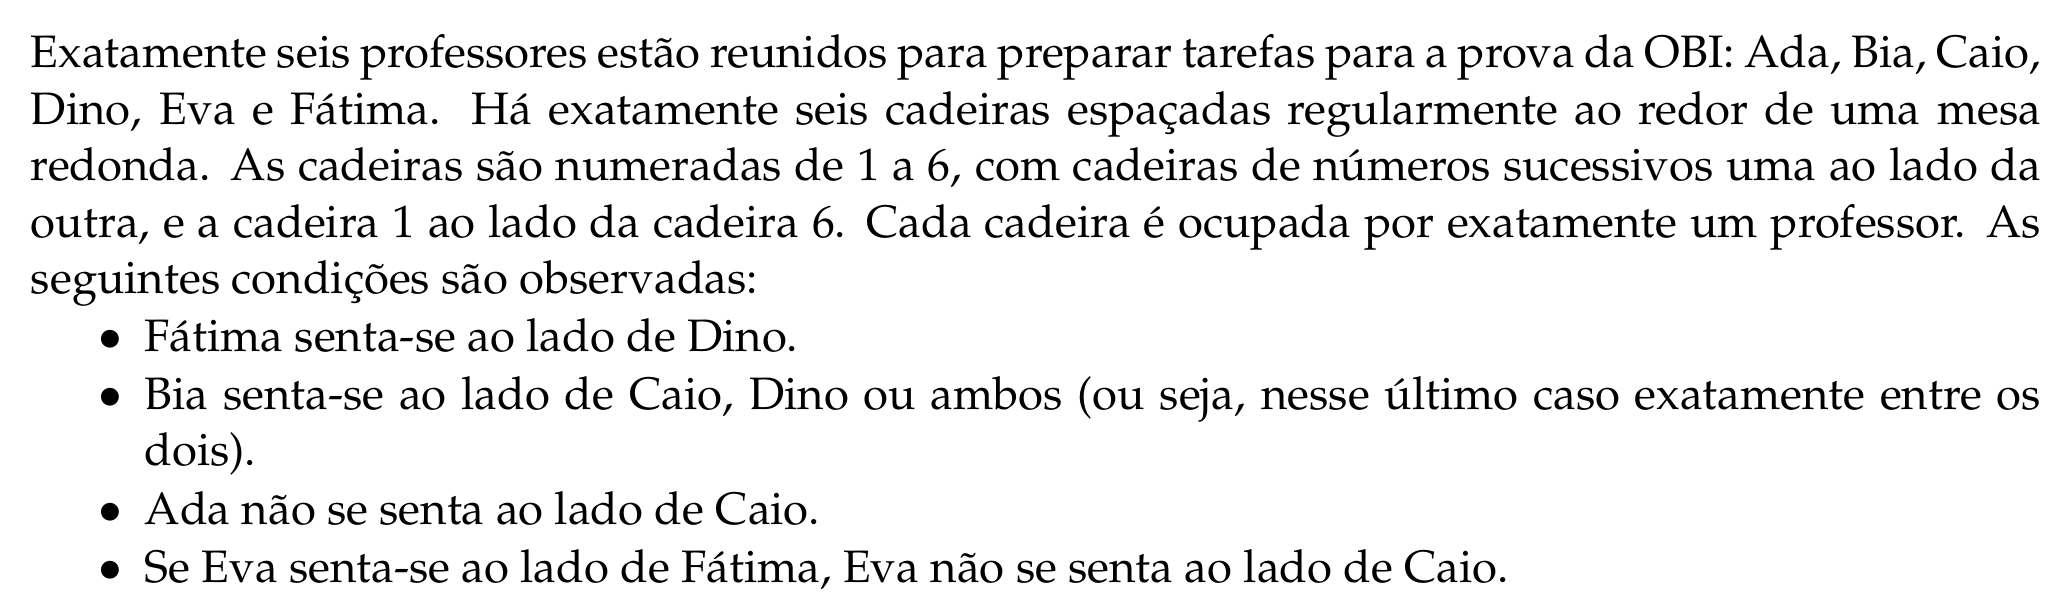 Exatamente seis professores estão reunidos para preparar tarefas para a prova da OBI: Ada, Bia, Caio,
Dino, Eva e Fátima. Há exatamente seis cadeiras espaçadas regularmente ao redor de uma mesa
redonda. As cadeiras são numeradas de 1 a 6, com cadeiras de números sucessivos uma ao lado da
outra, e a cadeira 1 ao lado da cadeira 6. Cada cadeira é ocupada por exatamente um professor. As
seguintes condições são observadas:
• Fátima senta-se ao lado de Dino.
• Bia senta-se ao lado de Caio, Dino ou ambos (ou seja, nesse último caso exatamente entre os
dois).
• Ada não se senta ao lado de Caio.
• Se Eva senta-se ao lado de Fátima, Eva não se senta ao lado de Caio.